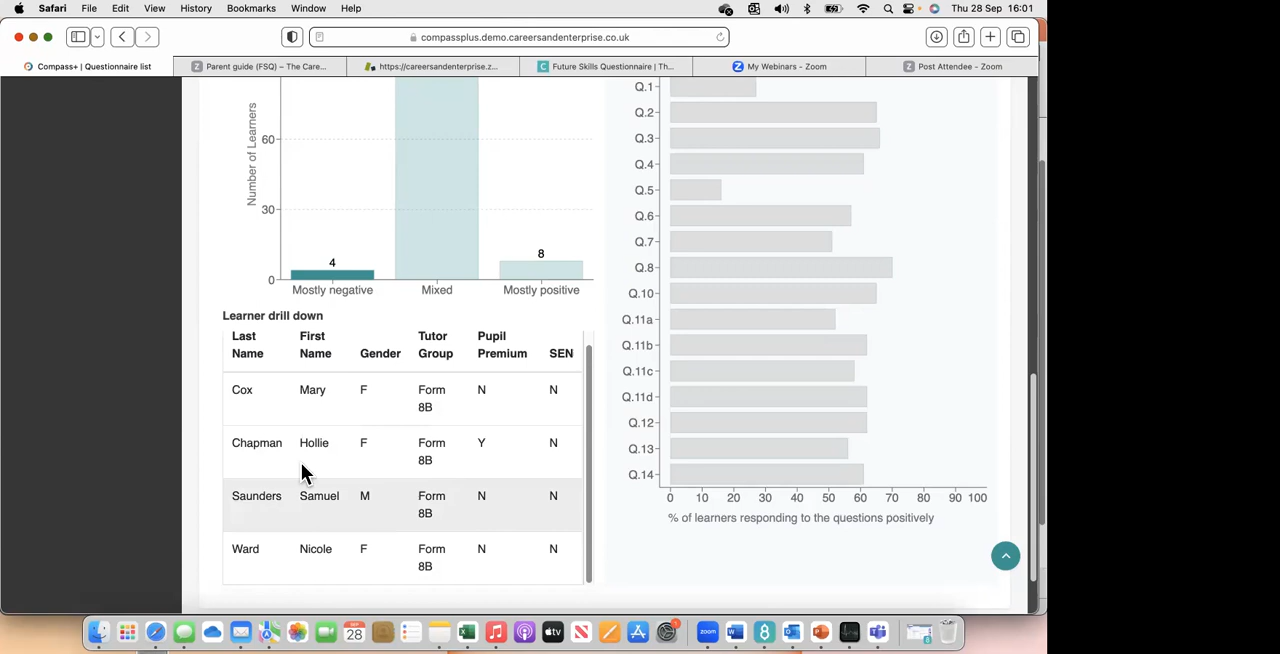 Safari File Edit View History Bookmarks Window Help Thu 28 Sep 16:01
compassplus.demo.careersandenterprise.co.uk
Compass+ | Questionnaire list
Parent guide (FSQ) – The Care...
https://careersandenterprise.z...
Future Skills Questionnaire | Th...
My Webinars - Zoom
Post Attendee - Zoom
Number of Learners
60
30
0
4
8
Mostly negative Mixed Mostly positive
Learner drill down
Last Name First Name Gender Tutor Group Pupil Premium SEN
Cox Mary F Form 8B N N
Chapman Hollie F Form 8B Y N
Saunders Samuel M Form 8B N N
Ward Nicole F Form 8B N N
Q.1
Q.2
Q.3
Q.4
Q.5
Q.6
Q.7
Q.8
Q.10
Q.11a
Q.11b
Q.11c
Q.11d
Q.12
Q.13
Q.14
0 10 20 30 40 50 60 70 80 90 100
% of learners responding to the questions positively
SEP
28
tv
zoom